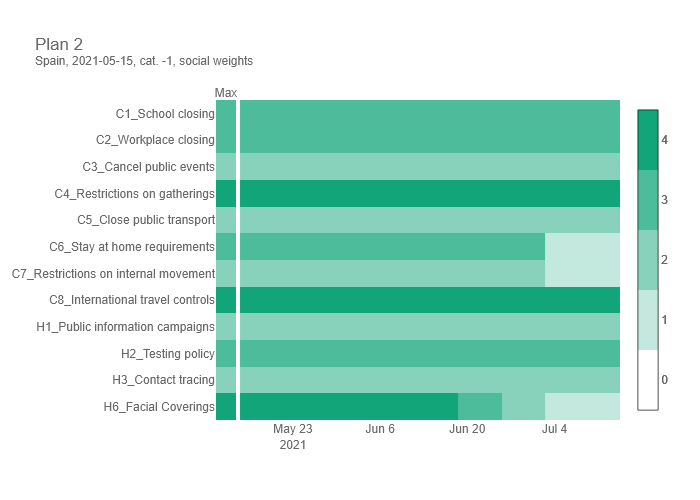 Plan 2
Spain, 2021-05-15, cat. -1, social weights
Max
C1_School closing
C2_Workplace closing
C3_Cancel public events
C4_Restrictions on gatherings
C5_Close public transport
C6_Stay at home requirements
C7_Restrictions on internal movement
C8_International travel controls
H1_Public information campaigns
H2_Testing policy
H3_Contact tracing
H6_Facial Coverings
May 23 Jun 6 Jun 20 Jul 4
2021
4
3
2
1
0